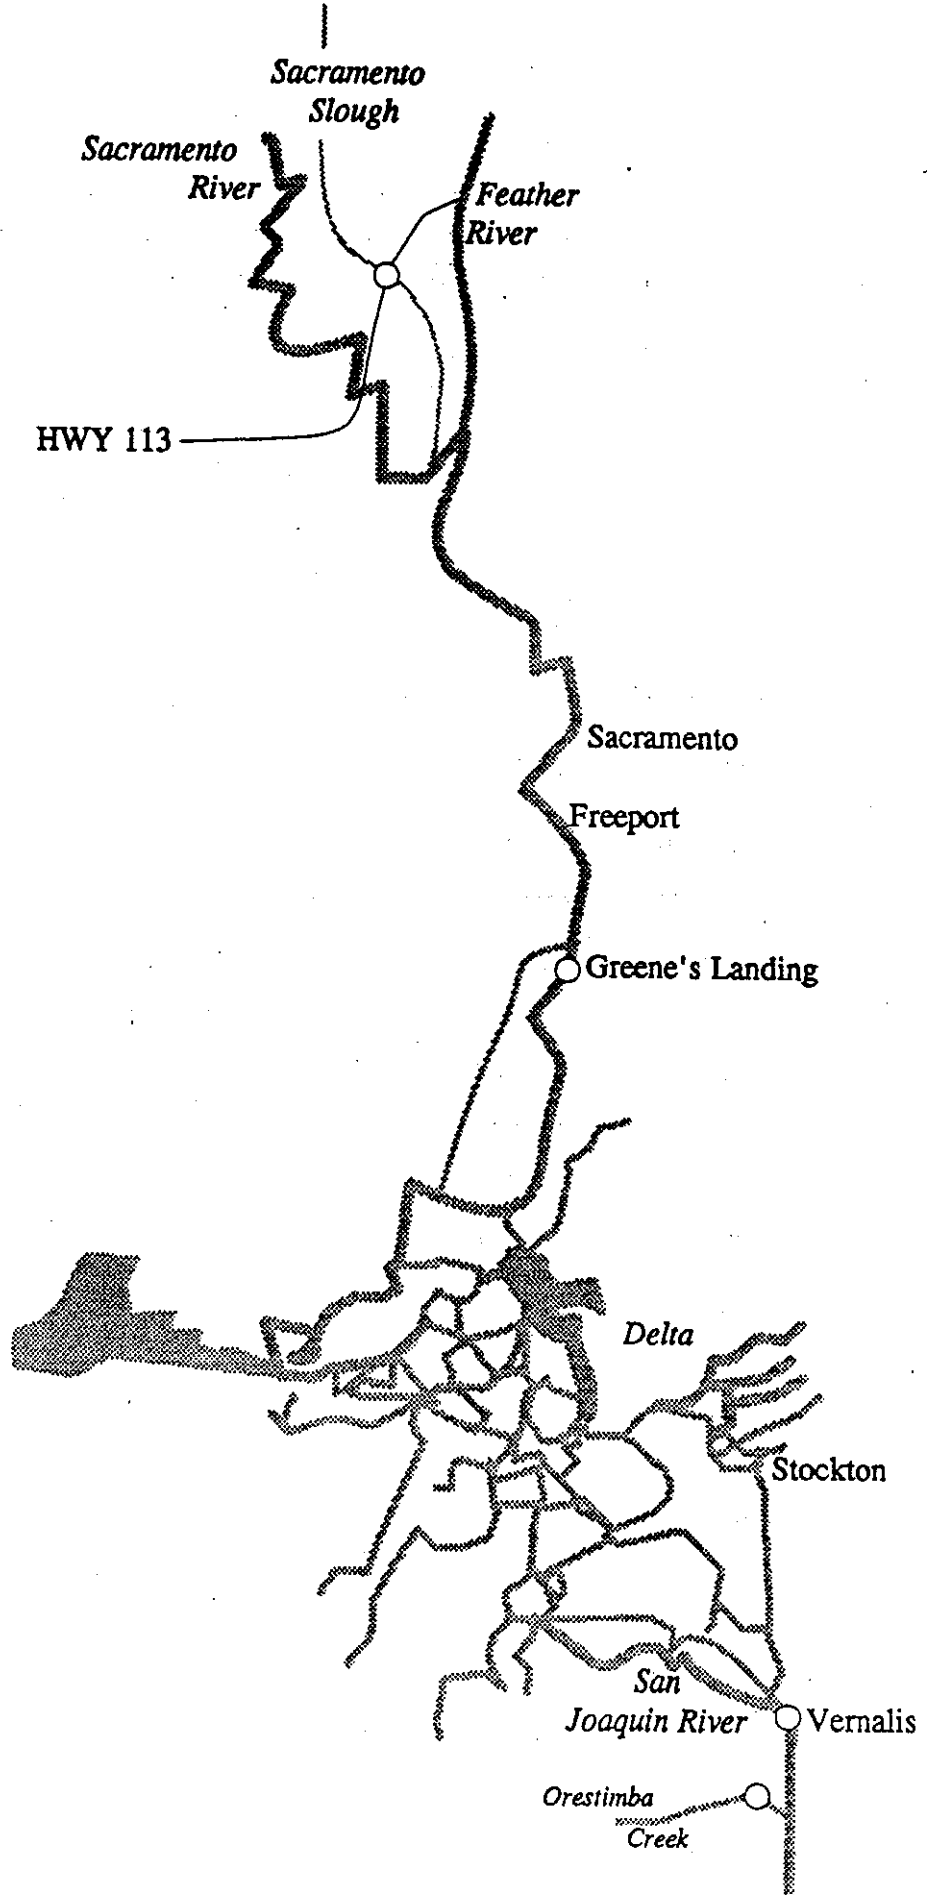 Sacramento
Slough
Sacramento
River
Feather
River
HWY 113
Sacramento
Freeport
Greene's Landing
Delta
Stockton
San
Joaquin River
Vernalis
Orestimba
Creek